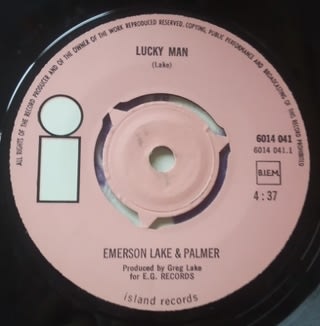 ALL RIGHTS OF THE RECORD PRODUCER AND OF THE OWNER OF THE WORK REPRODUCED RESERVED. COPYING, PUBLIC PERFORMANCE AND BROADCASTING OF THIS RECORD PROHIBITED
LUCKY MAN
(Lake)
i
6014 041
6014 041.1
B.I.E.M.
4:37
EMERSON LAKE & PALMER
Produced by Greg Lake
for E.G. RECORDS
island records